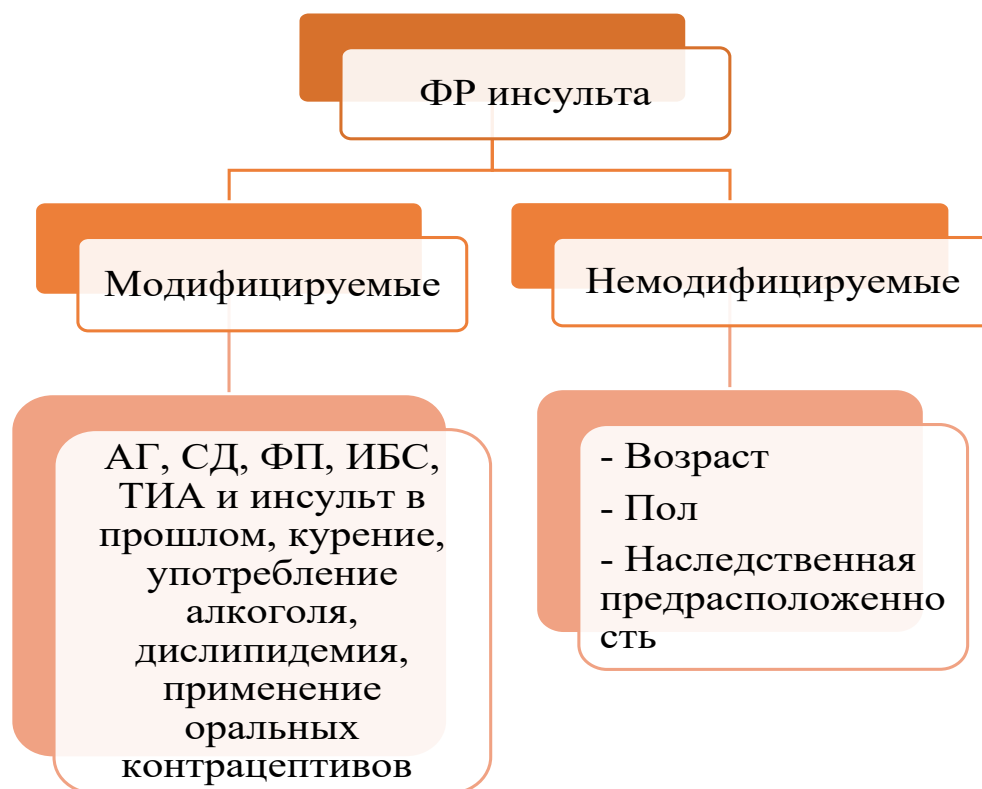 ФР инсульта
Модифицируемые
Немодифицируемые
АГ, СД, ФП, ИБС,
ТИА и инсульт в
прошлом, курение,
употребление
алкоголя,
дислипидемия,
применение
оральных
контрацептивов
- Возраст
- Пол
- Наследственная
предрасположенно
сть